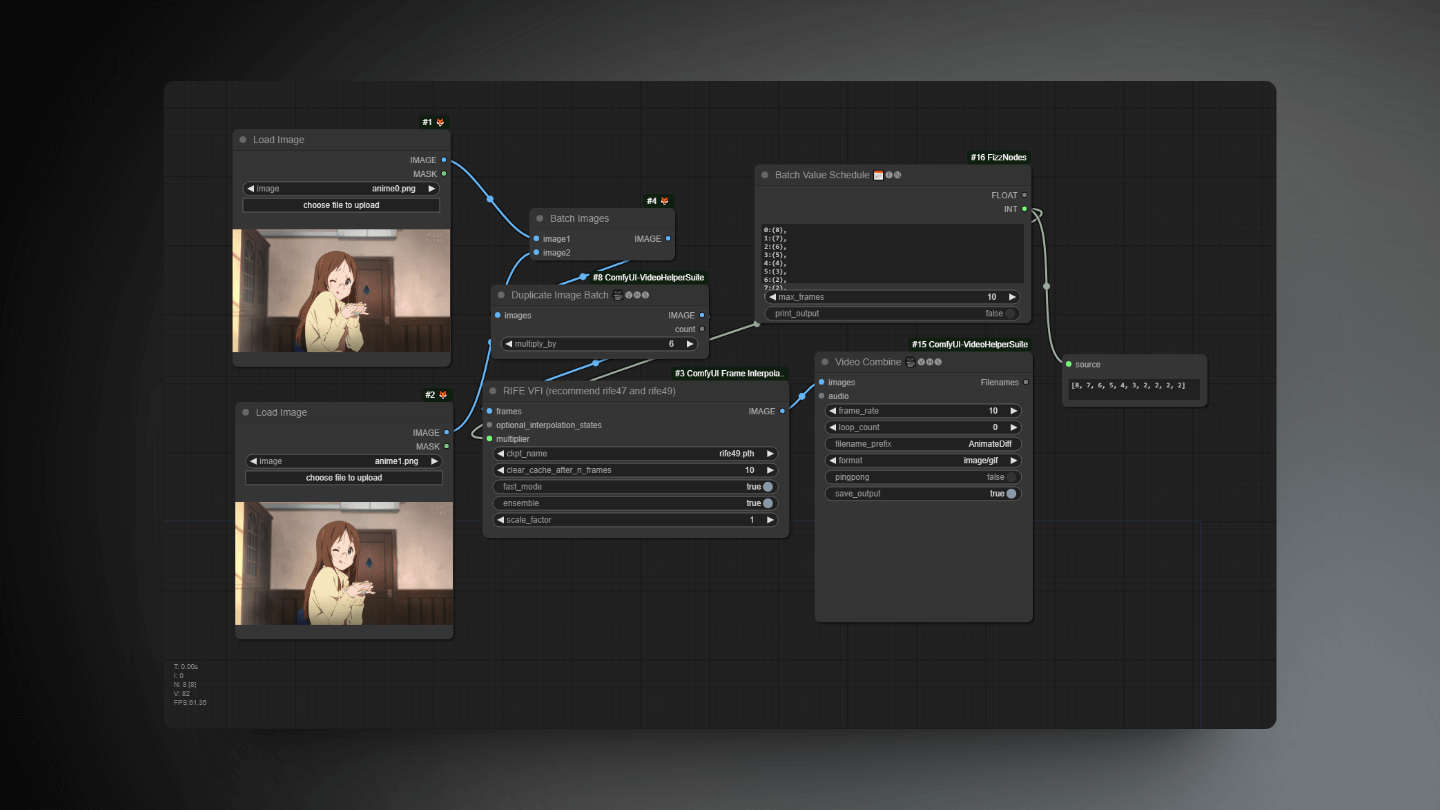 #1
Load Image
IMAGE
MASK
image anime0.png
choose file to upload
#2
Load Image
IMAGE
MASK
image anime1.png
choose file to upload
#4
Batch Images
image1 IMAGE
image2
#8 ComfyUI-VideoHelperSuite
Duplicate Image Batch VHS
images IMAGE
count
multiply_by 6
#3 ComfyUI Frame Interpola..
RIFE VFI (recommend rife47 and rife49)
frames IMAGE
optional_interpolation_states
multiplier
ckpt_name rife49.pth
clear_cache_after_n_frames 10
fast_mode true
ensemble true
scale_factor 1
#16 FizzNodes
Batch Value Schedule
FLOAT
INT
0:(8),
1:(7),
2:(6),
3:(5),
4:(4),
5:(3),
6:(2),
7:(2),
max_frames 10
print_output false
#15 ComfyUI-VideoHelperSuite
Video Combine VHS
images Filenames
audio
frame_rate 10
loop_count 0
filename_prefix AnimateDiff
format image/gif
pingpong false
save_output true
source
[8, 7, 6, 5, 4, 3, 2, 2, 2, 2]
T: 0.00s
I: 0
N: 8 [8]
V: 82
FPS:61.35